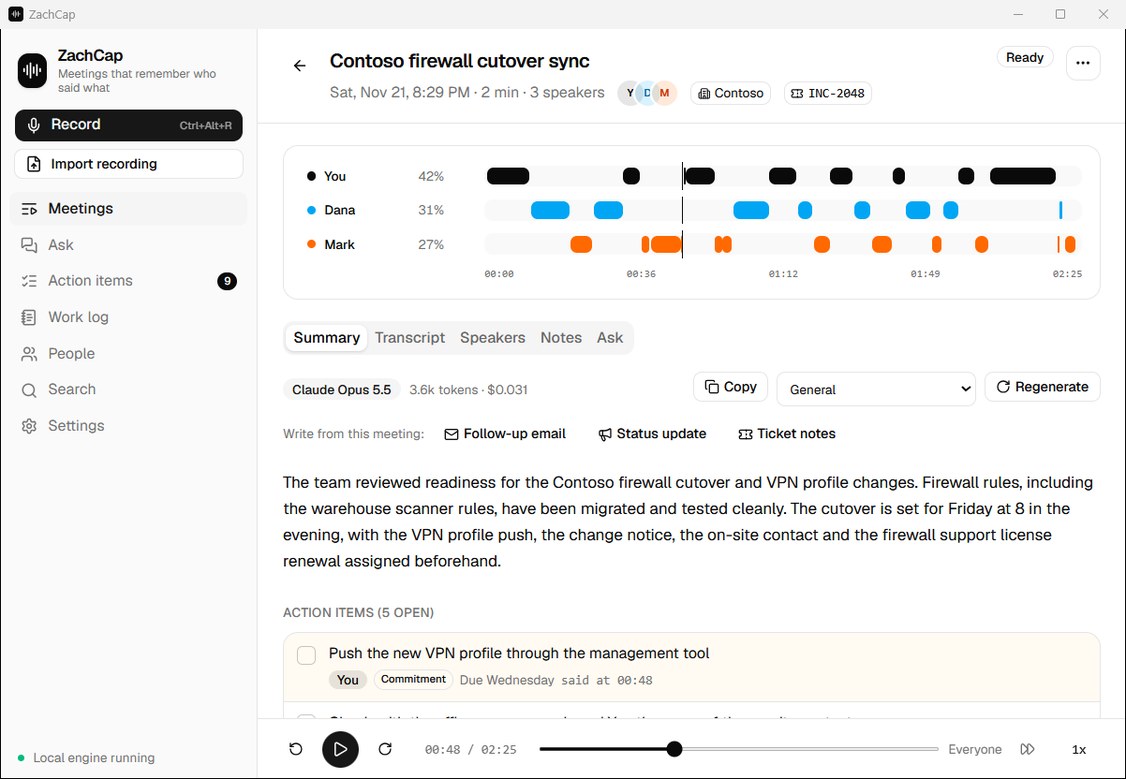 ZachCap
ZachCap
Meetings that remember who
said what
Record Ctrl+Alt+R
Import recording
Meetings
Ask
Action items 9
Work log
People
Search
Settings
Local engine running
Contoso firewall cutover sync
Ready
Sat, Nov 21, 8:29 PM · 2 min · 3 speakers Y D M Contoso INC-2048
You 42%
Dana 31%
Mark 27%
00:00 00:36 01:12 01:49 02:25
Summary Transcript Speakers Notes Ask
Claude Opus 5.5 3.6k tokens · $0.031 Copy General Regenerate
Write from this meeting: Follow-up email Status update Ticket notes
The team reviewed readiness for the Contoso firewall cutover and VPN profile changes. Firewall rules, including
the warehouse scanner rules, have been migrated and tested cleanly. The cutover is set for Friday at 8 in the
evening, with the VPN profile push, the change notice, the on-site contact and the firewall support license
renewal assigned beforehand.
ACTION ITEMS (5 OPEN)
Push the new VPN profile through the management tool
You Commitment Due Wednesday said at 00:48
00:48 / 02:25 Everyone 1x